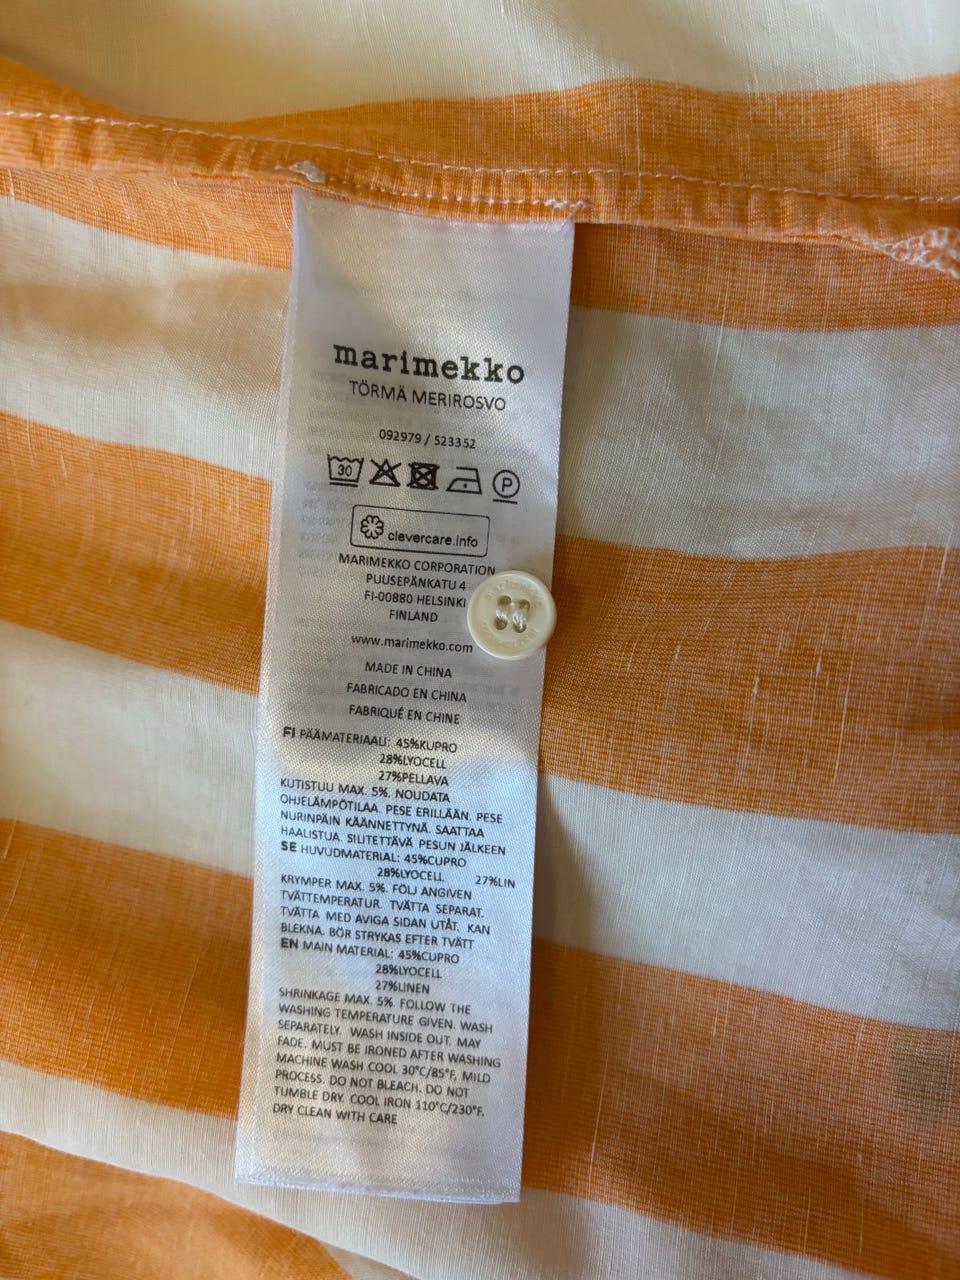 marimekko
TÖRMÄ MERIROSVO
092979 / 523352
30 P
clevercare.info
MARIMEKKO CORPORATION
PUUSEPÄNKATU 4
FI-00880 HELSINKI
FINLAND
www.marimekko.com
MADE IN CHINA
FABRICADO EN CHINA
FABRIQUÉ EN CHINE
FI PÄÄMATERIAALI: 45%KUPRO
28%LYOCELL
27%PELLAVA
KUTISTUU MAX. 5%. NOUDATA
OHJELÄMPÖTILAA. PESE ERILLÄÄN. PESE
NURINPÄIN KÄÄNNETTYNÄ. SAATTAA
HAALISTUA. SILITETTÄVÄ PESUN JÄLKEEN
SE HUVUDMATERIAL: 45%CUPRO
28%LYOCELL 27%LIN
KRYMPER MAX. 5%. FÖLJ ANGIVEN
TVÄTTEMPERATUR. TVÄTTA SEPARAT.
TVÄTTA MED AVIGA SIDAN UTÅT. KAN
BLEKNA. BÖR STRYKAS EFTER TVÄTT
EN MAIN MATERIAL: 45%CUPRO
28%LYOCELL
27%LINEN
SHRINKAGE MAX. 5%. FOLLOW THE
WASHING TEMPERATURE GIVEN. WASH
SEPARATELY. WASH INSIDE OUT. MAY
FADE. MUST BE IRONED AFTER WASHING
MACHINE WASH COOL 30°C/85°F, MILD
PROCESS. DO NOT BLEACH. DO NOT
TUMBLE DRY. COOL IRON 110°C/230°F.
DRY CLEAN WITH CARE